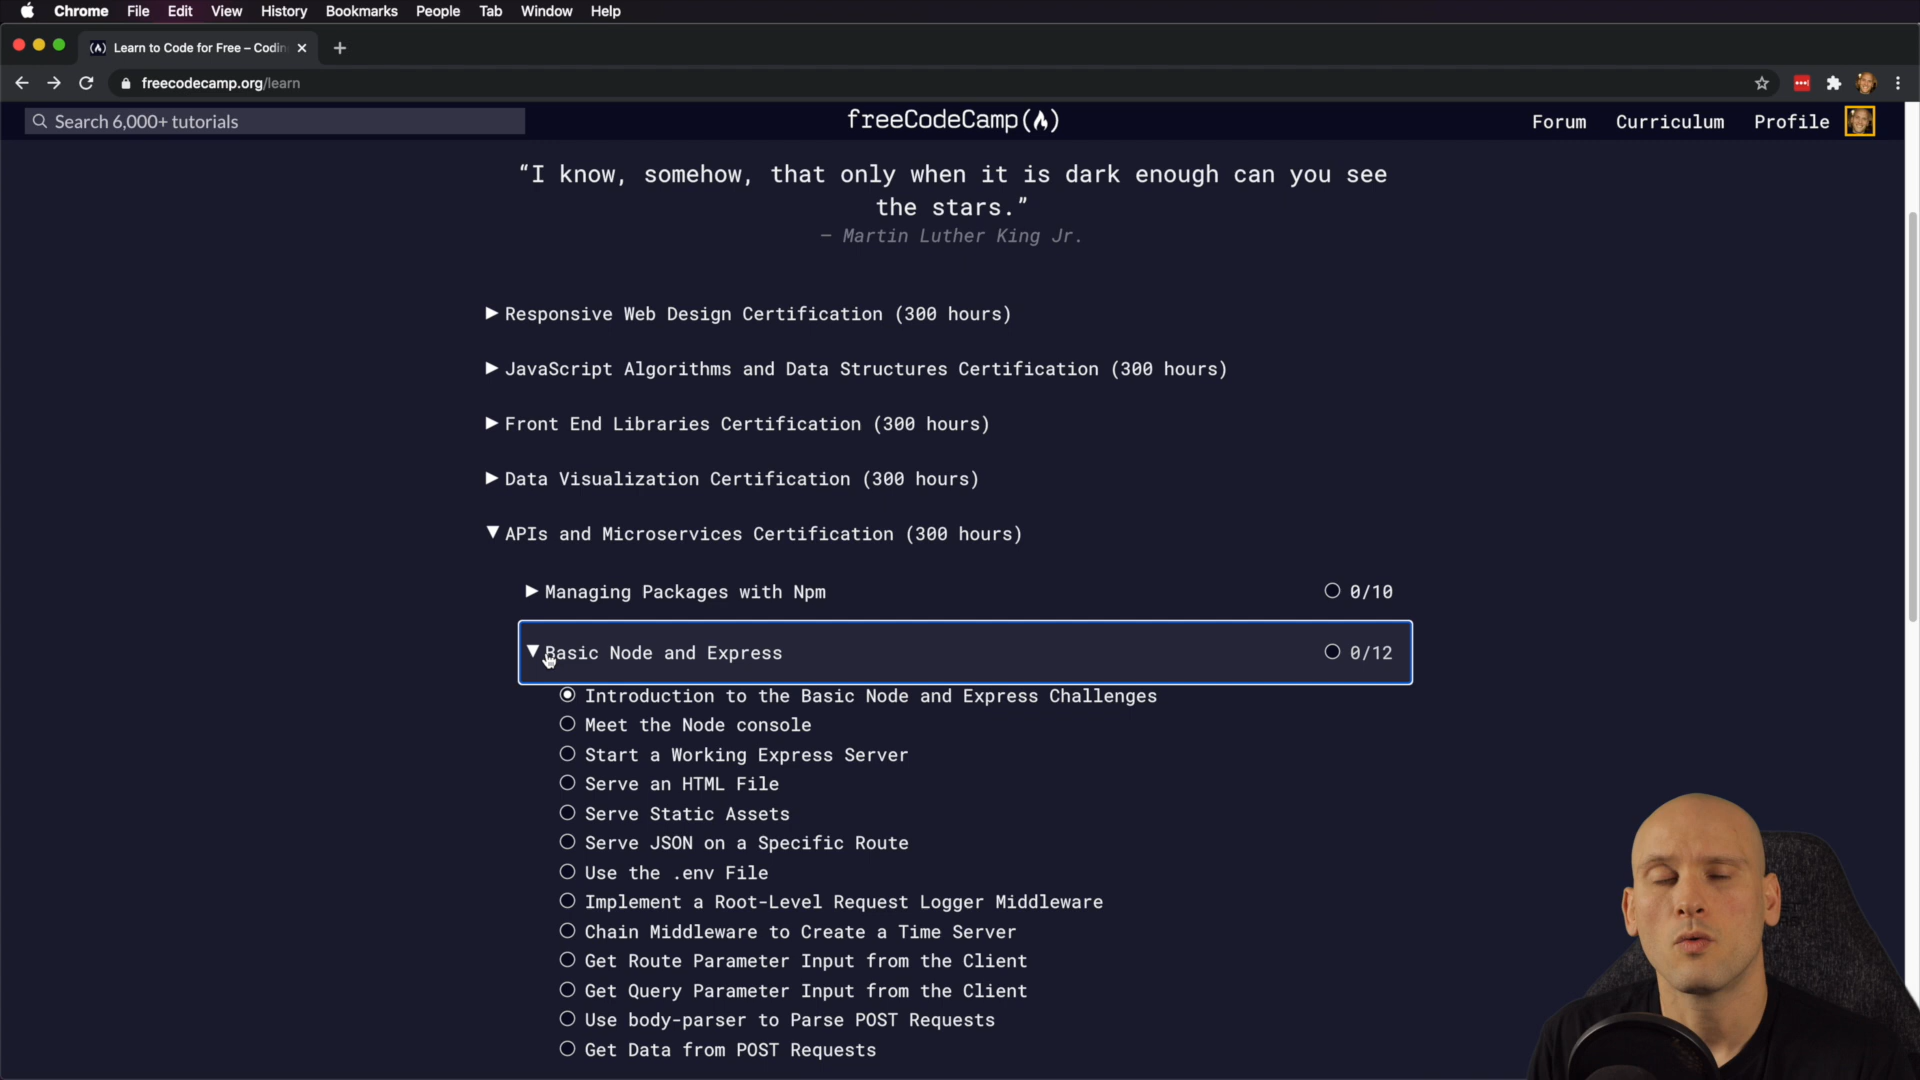 Chrome File Edit View History Bookmarks People Tab Window Help
Learn to Code for Free – Codin
freecodecamp.org/learn
Search 6,000+ tutorials
freeCodeCamp
Forum Curriculum Profile
“I know, somehow, that only when it is dark enough can you see
the stars.”
— Martin Luther King Jr.
Responsive Web Design Certification (300 hours)
JavaScript Algorithms and Data Structures Certification (300 hours)
Front End Libraries Certification (300 hours)
Data Visualization Certification (300 hours)
APIs and Microservices Certification (300 hours)
Managing Packages with Npm 0/10
Basic Node and Express 0/12
Introduction to the Basic Node and Express Challenges
Meet the Node console
Start a Working Express Server
Serve an HTML File
Serve Static Assets
Serve JSON on a Specific Route
Use the .env File
Implement a Root-Level Request Logger Middleware
Chain Middleware to Create a Time Server
Get Route Parameter Input from the Client
Get Query Parameter Input from the Client
Use body-parser to Parse POST Requests
Get Data from POST Requests